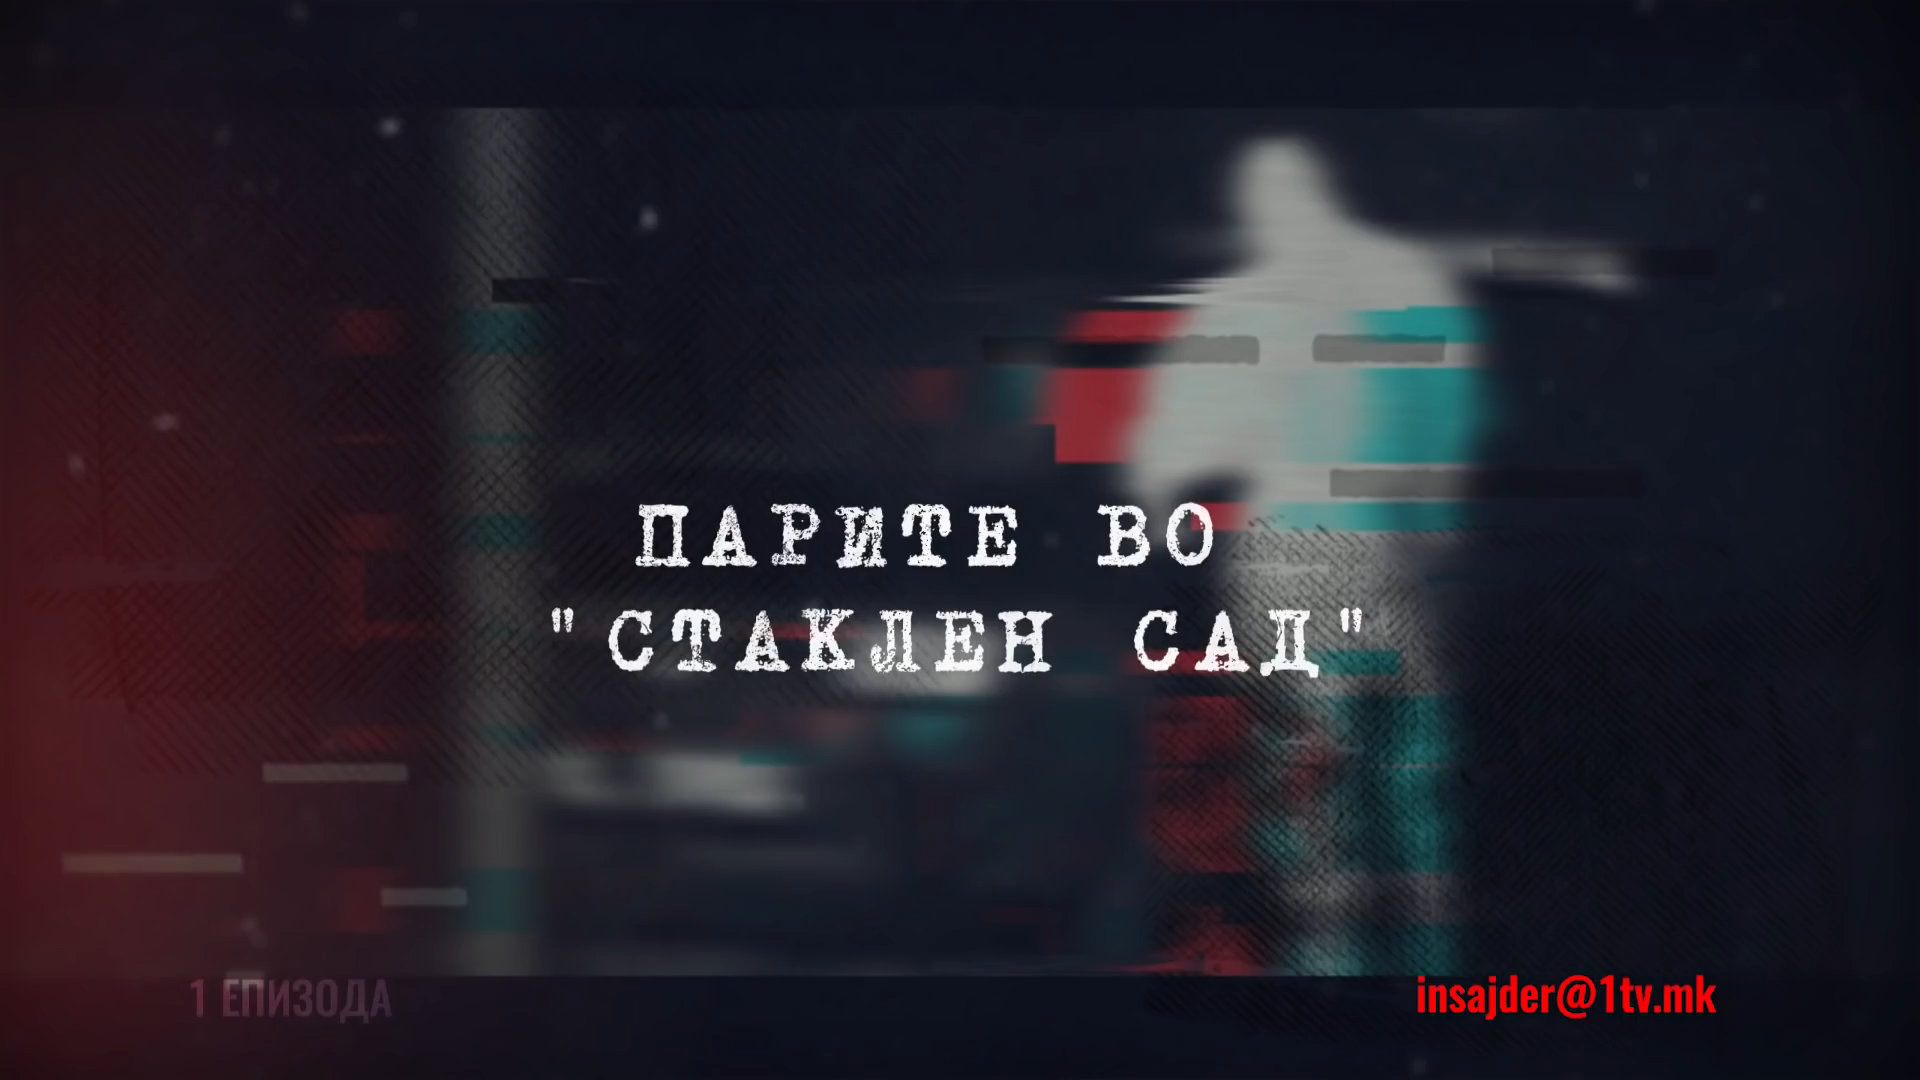 ПАРИТЕ ВО
"СТАКЛЕН САД"
1 ЕПИЗОДА
insajder@1tv.mk